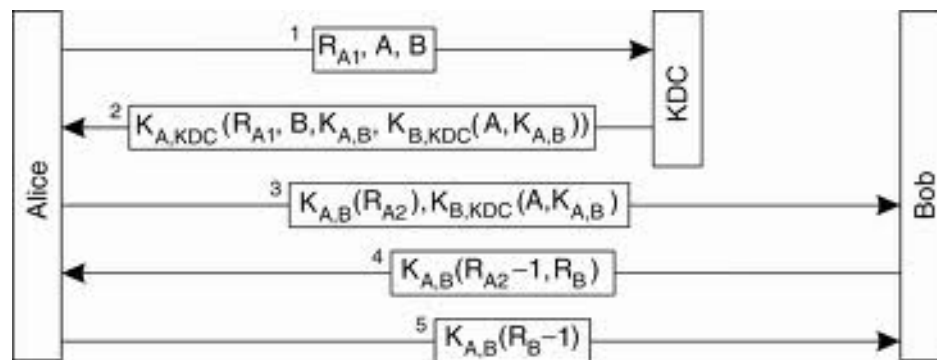 Alice
KDC
Bob
1 R_A1, A, B
2 K_A,KDC(R_A1, B,K_A,B, K_B,KDC(A,K_A,B))
3 K_A,B(R_A2),K_B,KDC(A,K_A,B)
4 K_A,B(R_A2−1,R_B)
5 K_A,B(R_B−1)